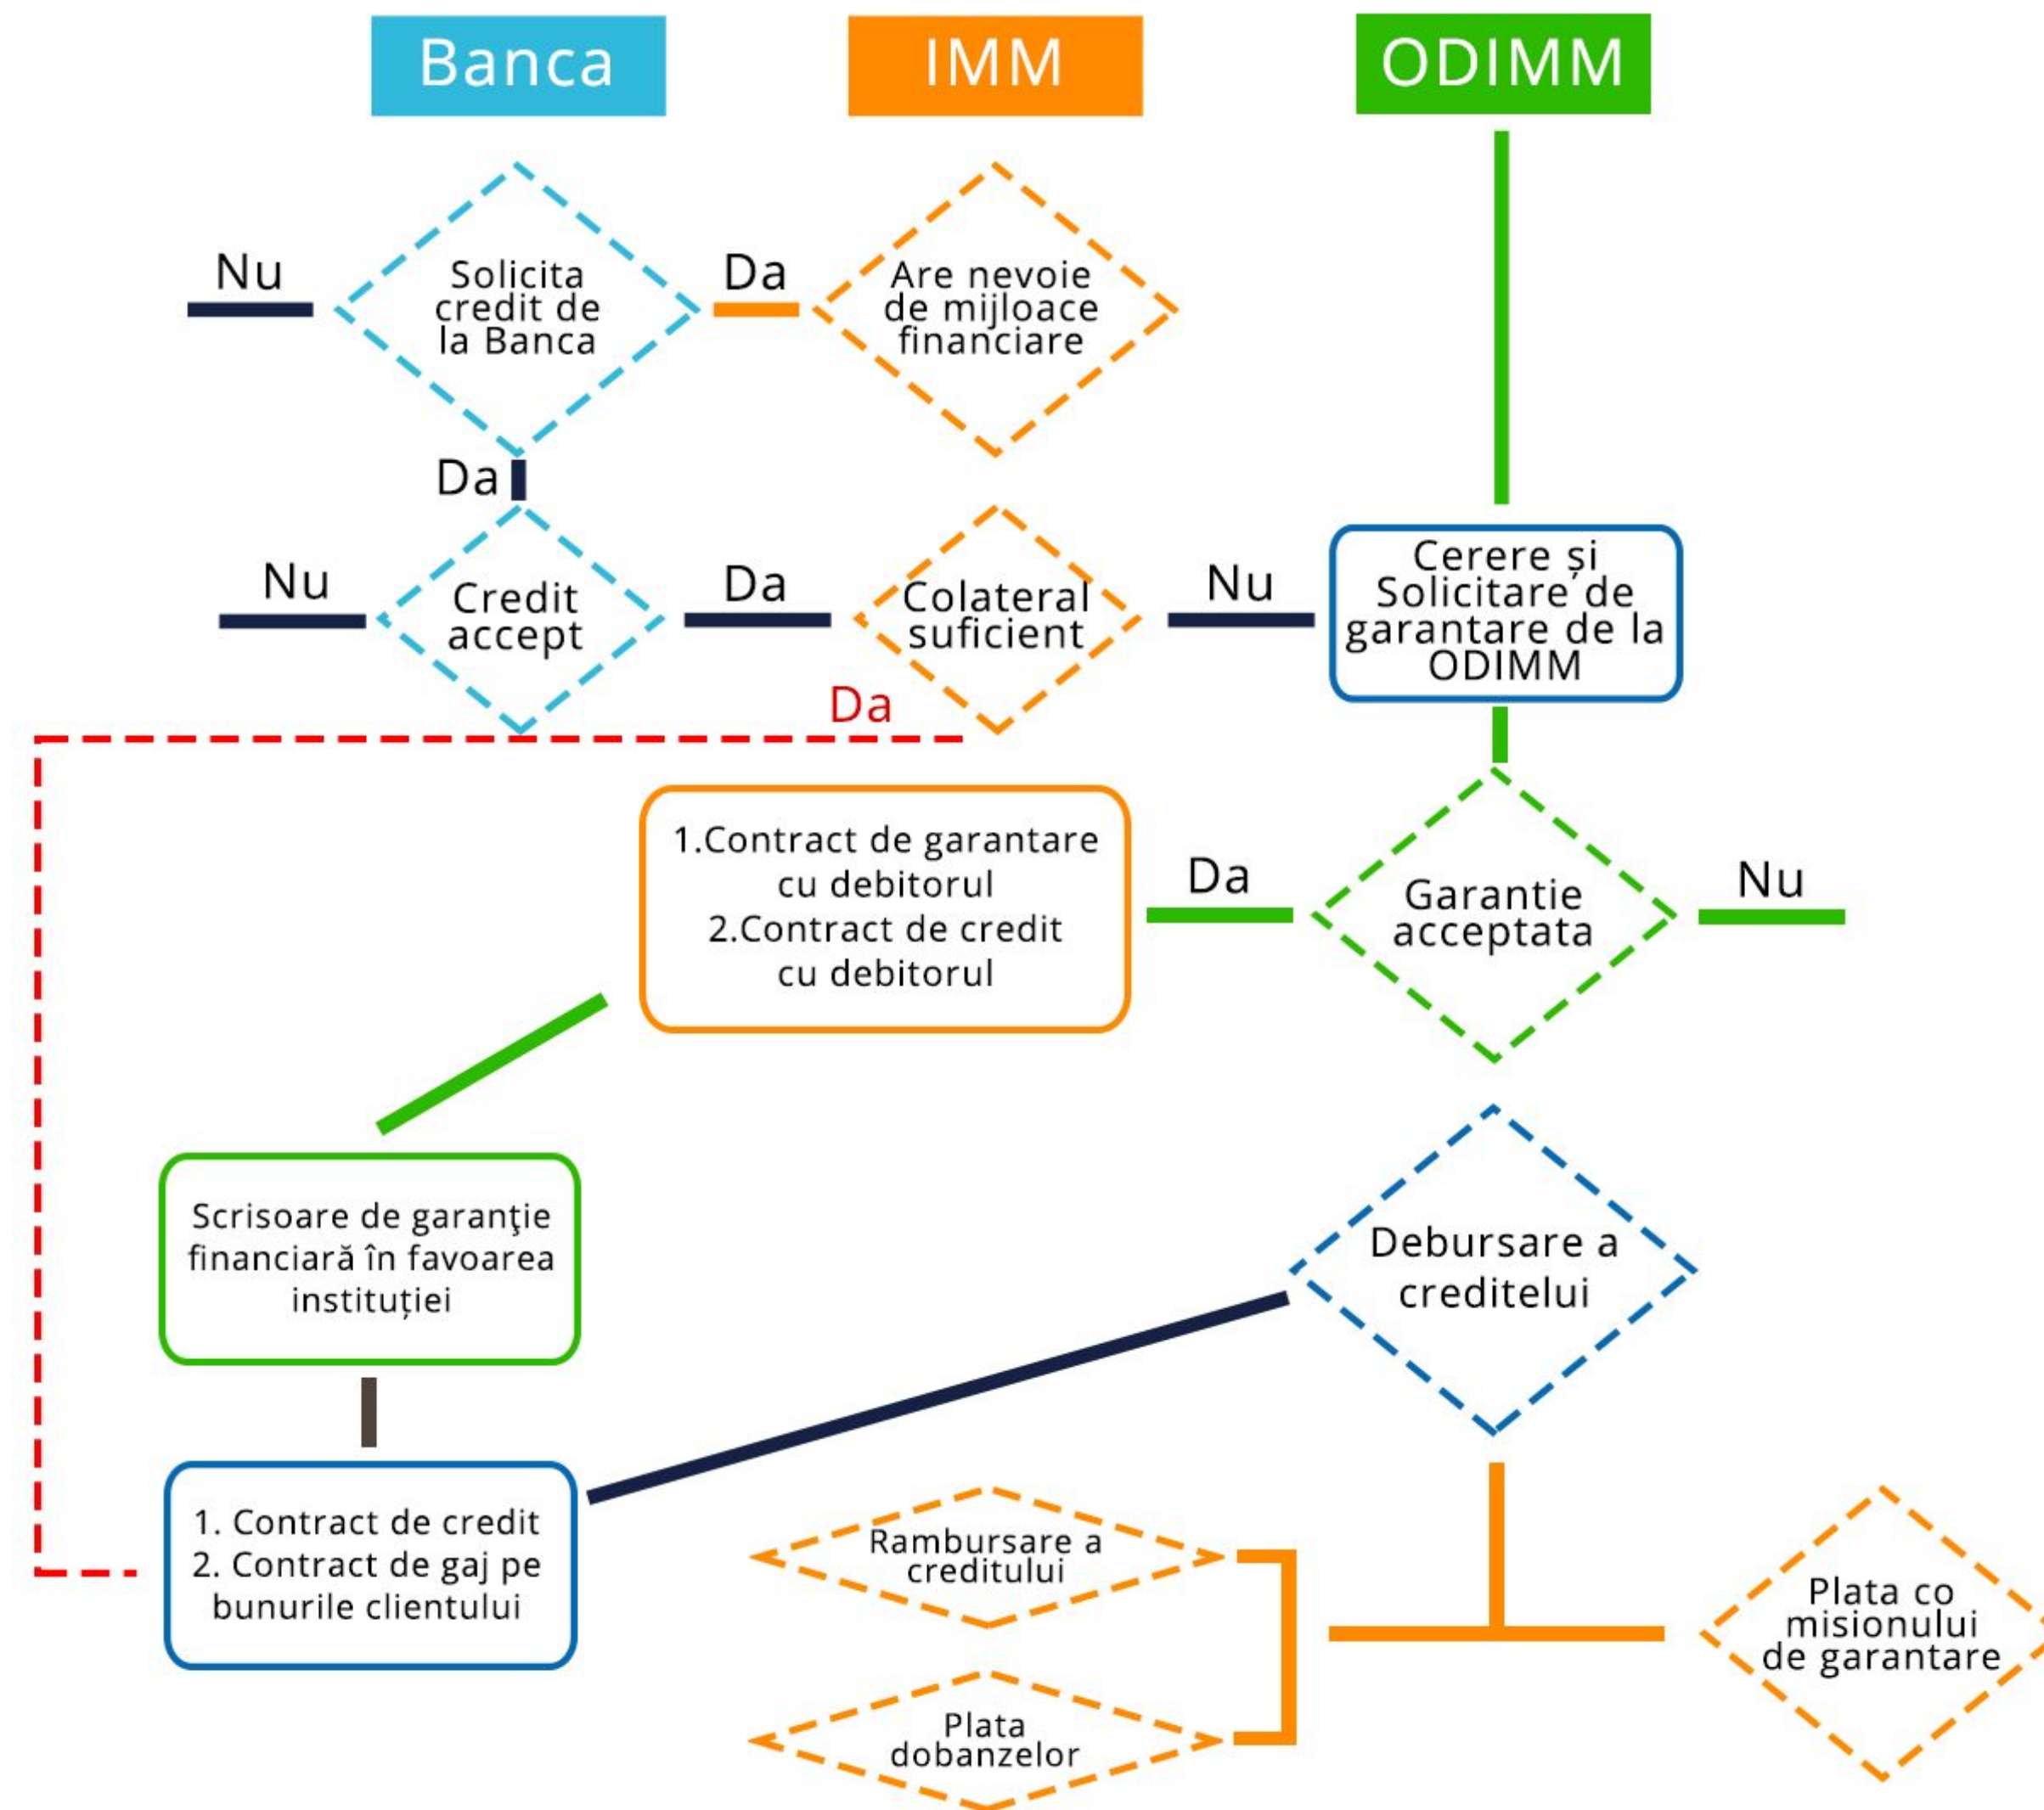 Banca
IMM
ODIMM
Nu
Solicita
credit de
la Banca
Da
Are nevoie
de mijloace
financiare
Da
Nu
Credit
accept
Da
Colateral
suficient
Nu
Cerere și
Solicitare de
garantare de la
ODIMM
Da
1.Contract de garantare
cu debitorul
2.Contract de credit
cu debitorul
Da
Garantie
acceptata
Nu
Scrisoare de garanţie
financiară în favoarea
instituției
Debursare a
creditelui
1. Contract de credit
2. Contract de gaj pe
bunurile clientului
Rambursare a
creditului
Plata
dobanzelor
Plata co
misionului
de garantare